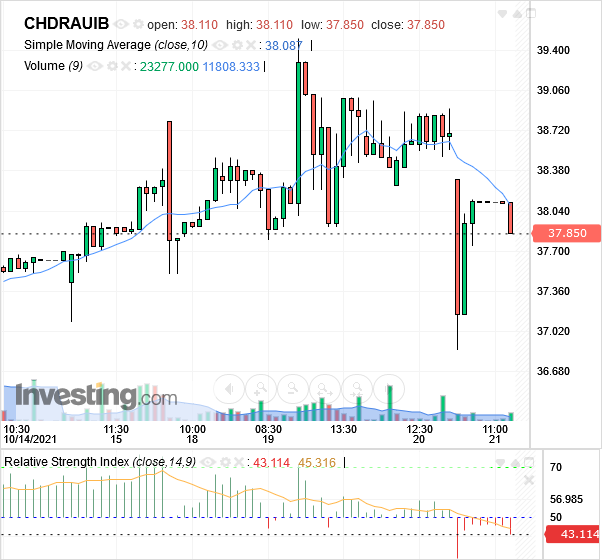 CHDRAUIB open: 38.110 high: 38.110 low: 37.850 close: 37.850
Simple Moving Average (close,10) : 38.087
Volume (9) : 23277.000 11808.333
39.400
39.060
38.720
38.380
38.040
37.850
37.700
37.360
37.020
36.680
Investing.com
10:30 11:30 10:00 08:30 13:30 12:30 11:00
10/14/2021 15 18 19 20 21
Relative Strength Index (close,14,9) : 43.114 45.316
70
56.985
50
43.114